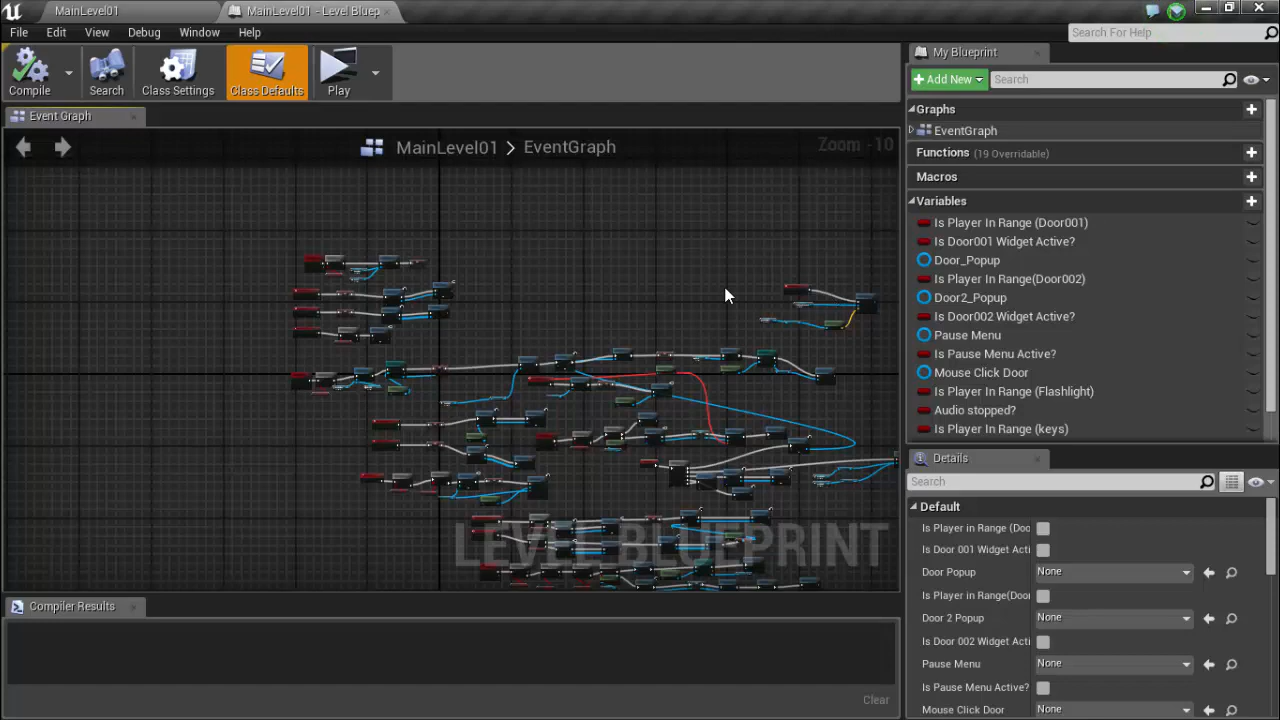 MainLevel01
MainLevel01 - Level Bluep
File Edit View Debug Window Help
Search For Help
Compile
Search
Class Settings
Class Defaults
Play
My Blueprint
Add New
Search
Event Graph
MainLevel01 > EventGraph
Zoom -10
Graphs
EventGraph
Functions (19 Overridable)
Macros
Variables
Is Player In Range (Door001)
Is Door001 Widget Active?
Door_Popup
Is Player In Range(Door002)
Door2_Popup
Is Door002 Widget Active?
Pause Menu
Is Pause Menu Active?
Mouse Click Door
Is Player In Range (Flashlight)
Audio stopped?
Is Player In Range (keys)
Details
Search
Default
Is Player in Range (Doo
Is Door 001 Widget Acti
Door Popup None
Is Player in Range(Doo
Door 2 Popup None
Is Door 002 Widget Acti
Pause Menu None
Is Pause Menu Active?
Mouse Click Door None
LEVEL BLUEPRINT
Compiler Results
Clear